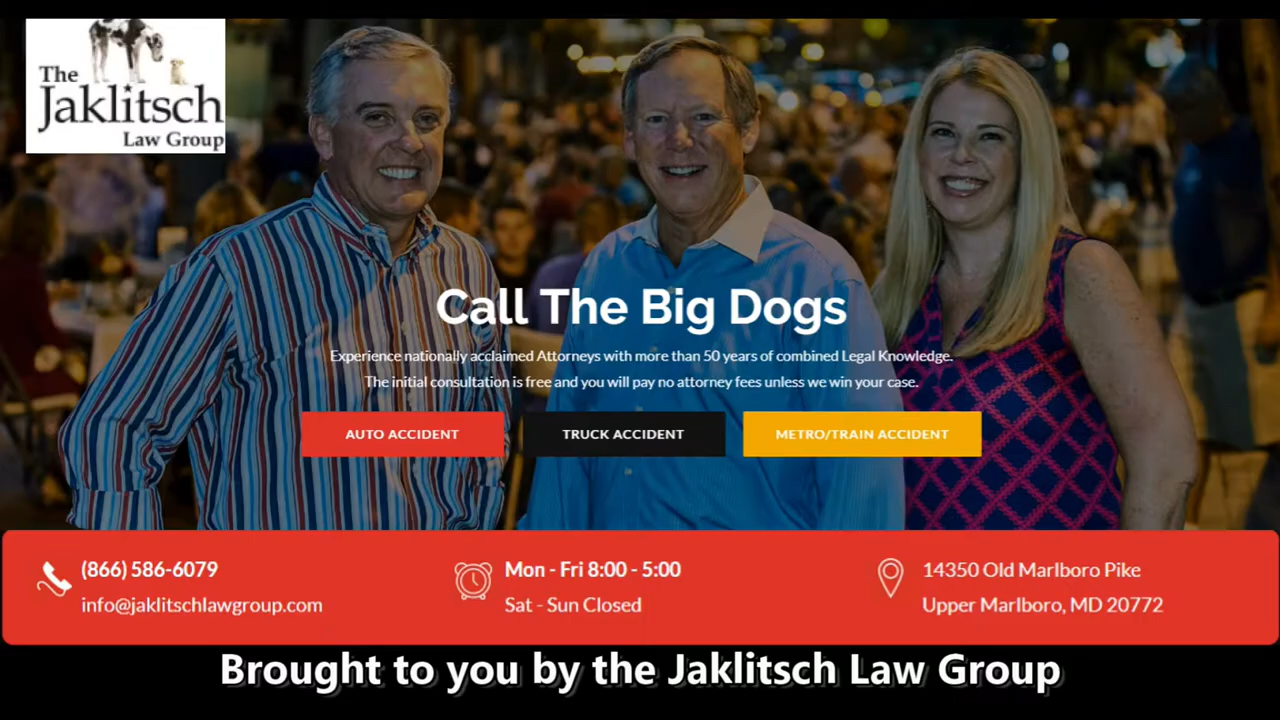 The
Jaklitsch
Law Group
Call The Big Dogs
Experience nationally acclaimed Attorneys with more than 50 years of combined Legal Knowledge.
The initial consultation is free and you will pay no attorney fees unless we win your case.
AUTO ACCIDENT
TRUCK ACCIDENT
METRO/TRAIN ACCIDENT
(866) 586-6079
info@jaklitschlawgroup.com
Mon - Fri 8:00 - 5:00
Sat - Sun Closed
14350 Old Marlboro Pike
Upper Marlboro, MD 20772
Brought to you by the Jaklitsch Law Group